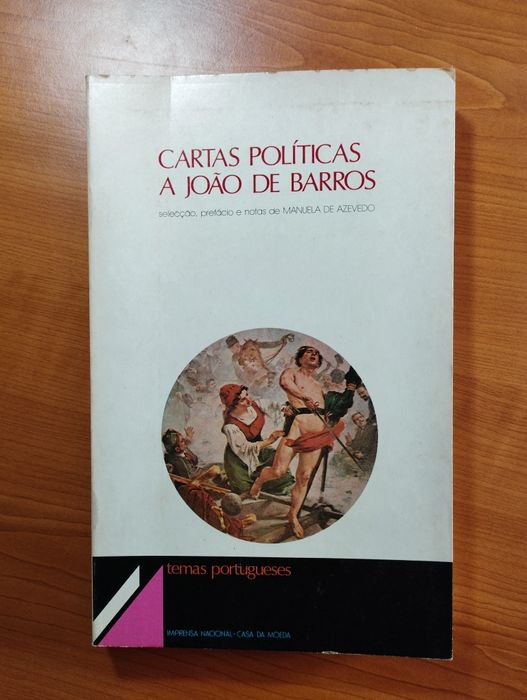 CARTAS POLÍTICAS
A JOÃO DE BARROS
selecção, prefácio e notas de MANUELA DE AZEVEDO
temas portugueses
IMPRENSA NACIONAL - CASA DA MOEDA